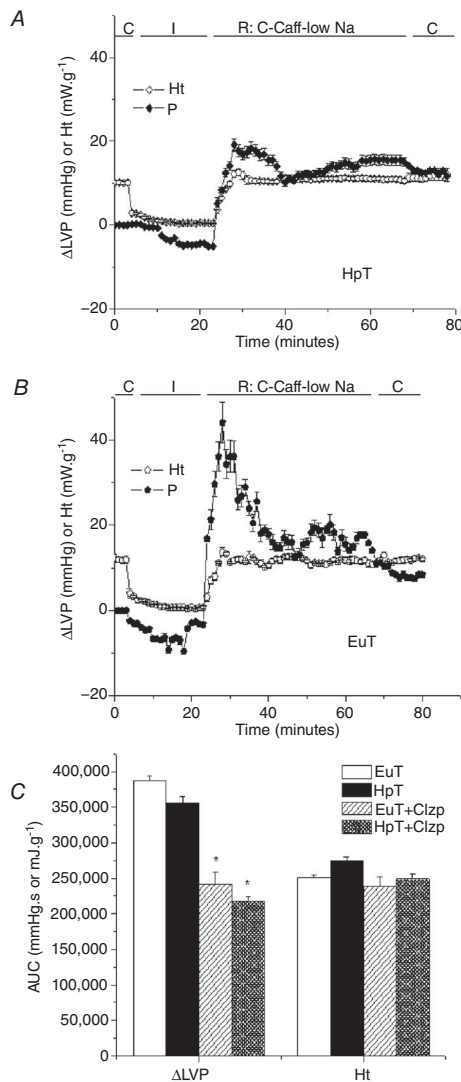 A
C I R: C-Caff-low Na C
Ht
P
20
10
0
−20
ΔLVP (mmHg) or Ht (mW.g-1)
HpT
0 20 40 60 80
Time (minutes)
B
C I R: C-Caff-low Na C
Ht
P
40
20
0
−20
ΔLVP (mmHg) or Ht (mW.g-1)
EuT
0 20 40 60 80
Time (minutes)
C
EuT
HpT
EuT+Clzp
HpT+Clzp
400,000
350,000
300,000
250,000
200,000
150,000
100,000
50,000
0
AUC (mmHg.s or mJ.g-1)
* *
ΔLVP Ht